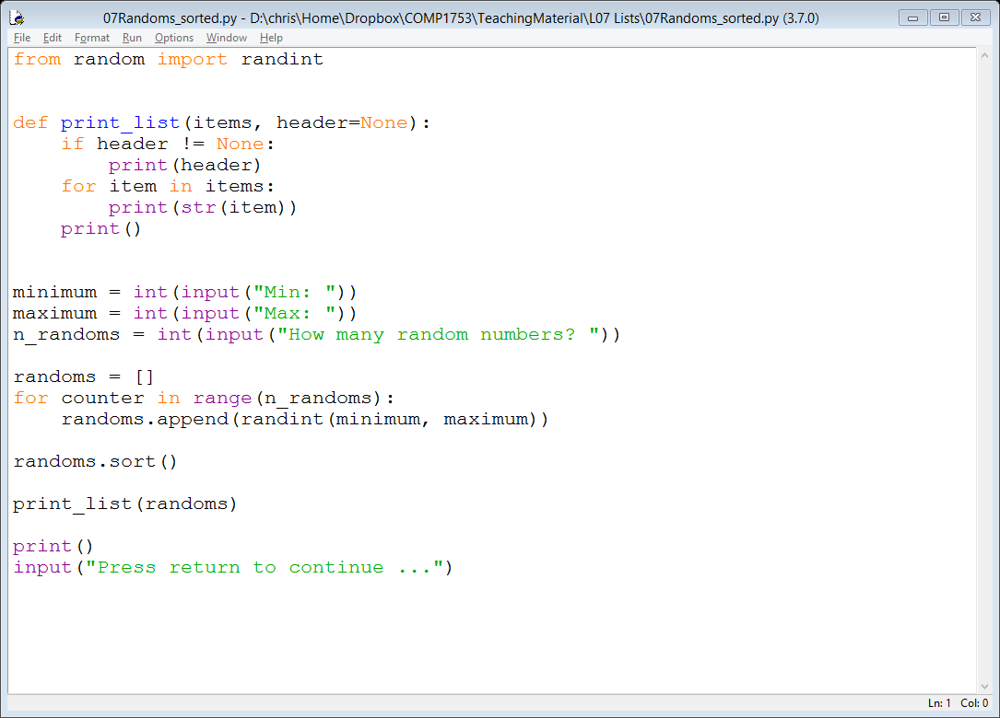 07Randoms_sorted.py - D:\chris\Home\Dropbox\COMP1753\TeachingMaterial\L07 Lists\07Randoms_sorted.py (3.7.0)
File Edit Format Run Options Window Help
from random import randint
def print_list(items, header=None):
    if header != None:
        print(header)
    for item in items:
        print(str(item))
    print()
minimum = int(input("Min: "))
maximum = int(input("Max: "))
n_randoms = int(input("How many random numbers? "))
randoms = []
for counter in range(n_randoms):
    randoms.append(randint(minimum, maximum))
randoms.sort()
print_list(randoms)
print()
input("Press return to continue ...")
Ln: 1 Col: 0